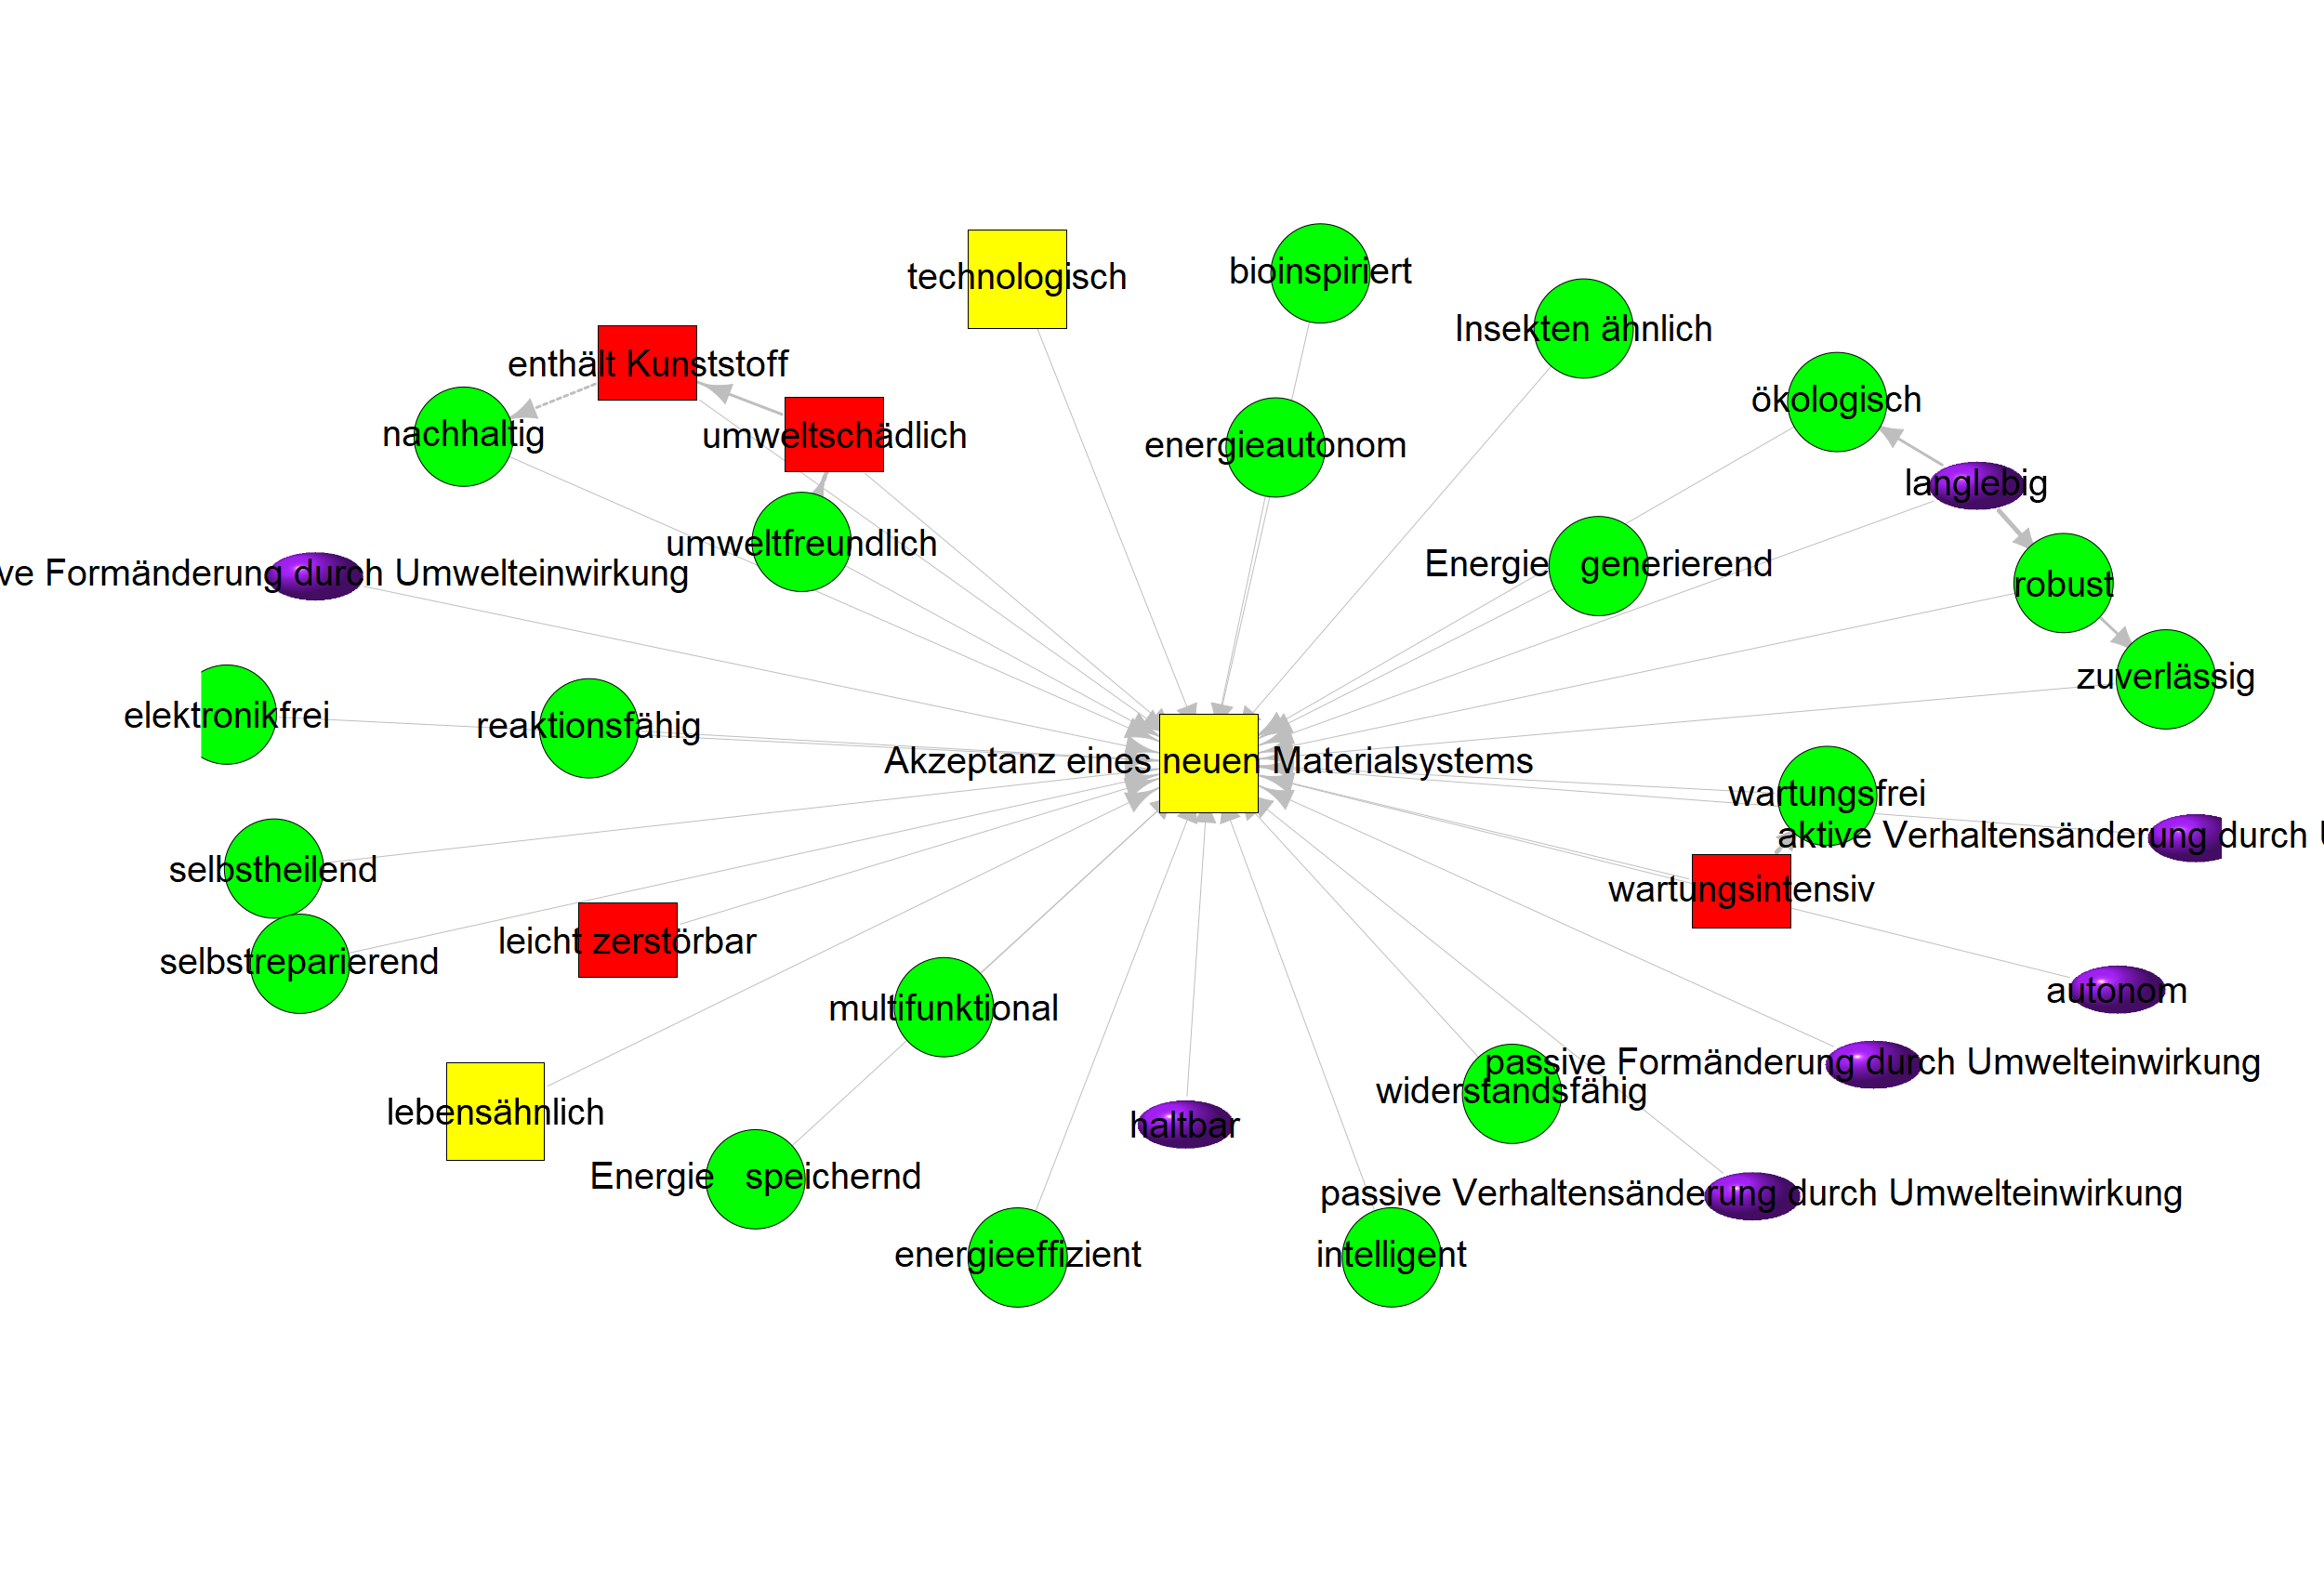 bioinspiriert
technologisch
Insekten ähnlich
enthält Kunststoff
ökologisch
nachhaltig
umweltschädlich
energieautonom
langlebig
umweltfreundlich
Energie   generierend
ve Formänderung durch Umwelteinwirkung
robust
zuverlässig
elektronikfrei
reaktionsfähig
Akzeptanz eines neuen Materialsystems
wartungsfrei
aktive Verhaltensänderung durch U
selbstheilend
wartungsintensiv
leicht zerstörbar
selbstreparierend
autonom
multifunktional
passive Formänderung durch Umwelteinwirkung
widerstandsfähig
lebensähnlich
haltbar
Energie   speichernd
passive Verhaltensänderung durch Umwelteinwirkung
energieeffizient
intelligent